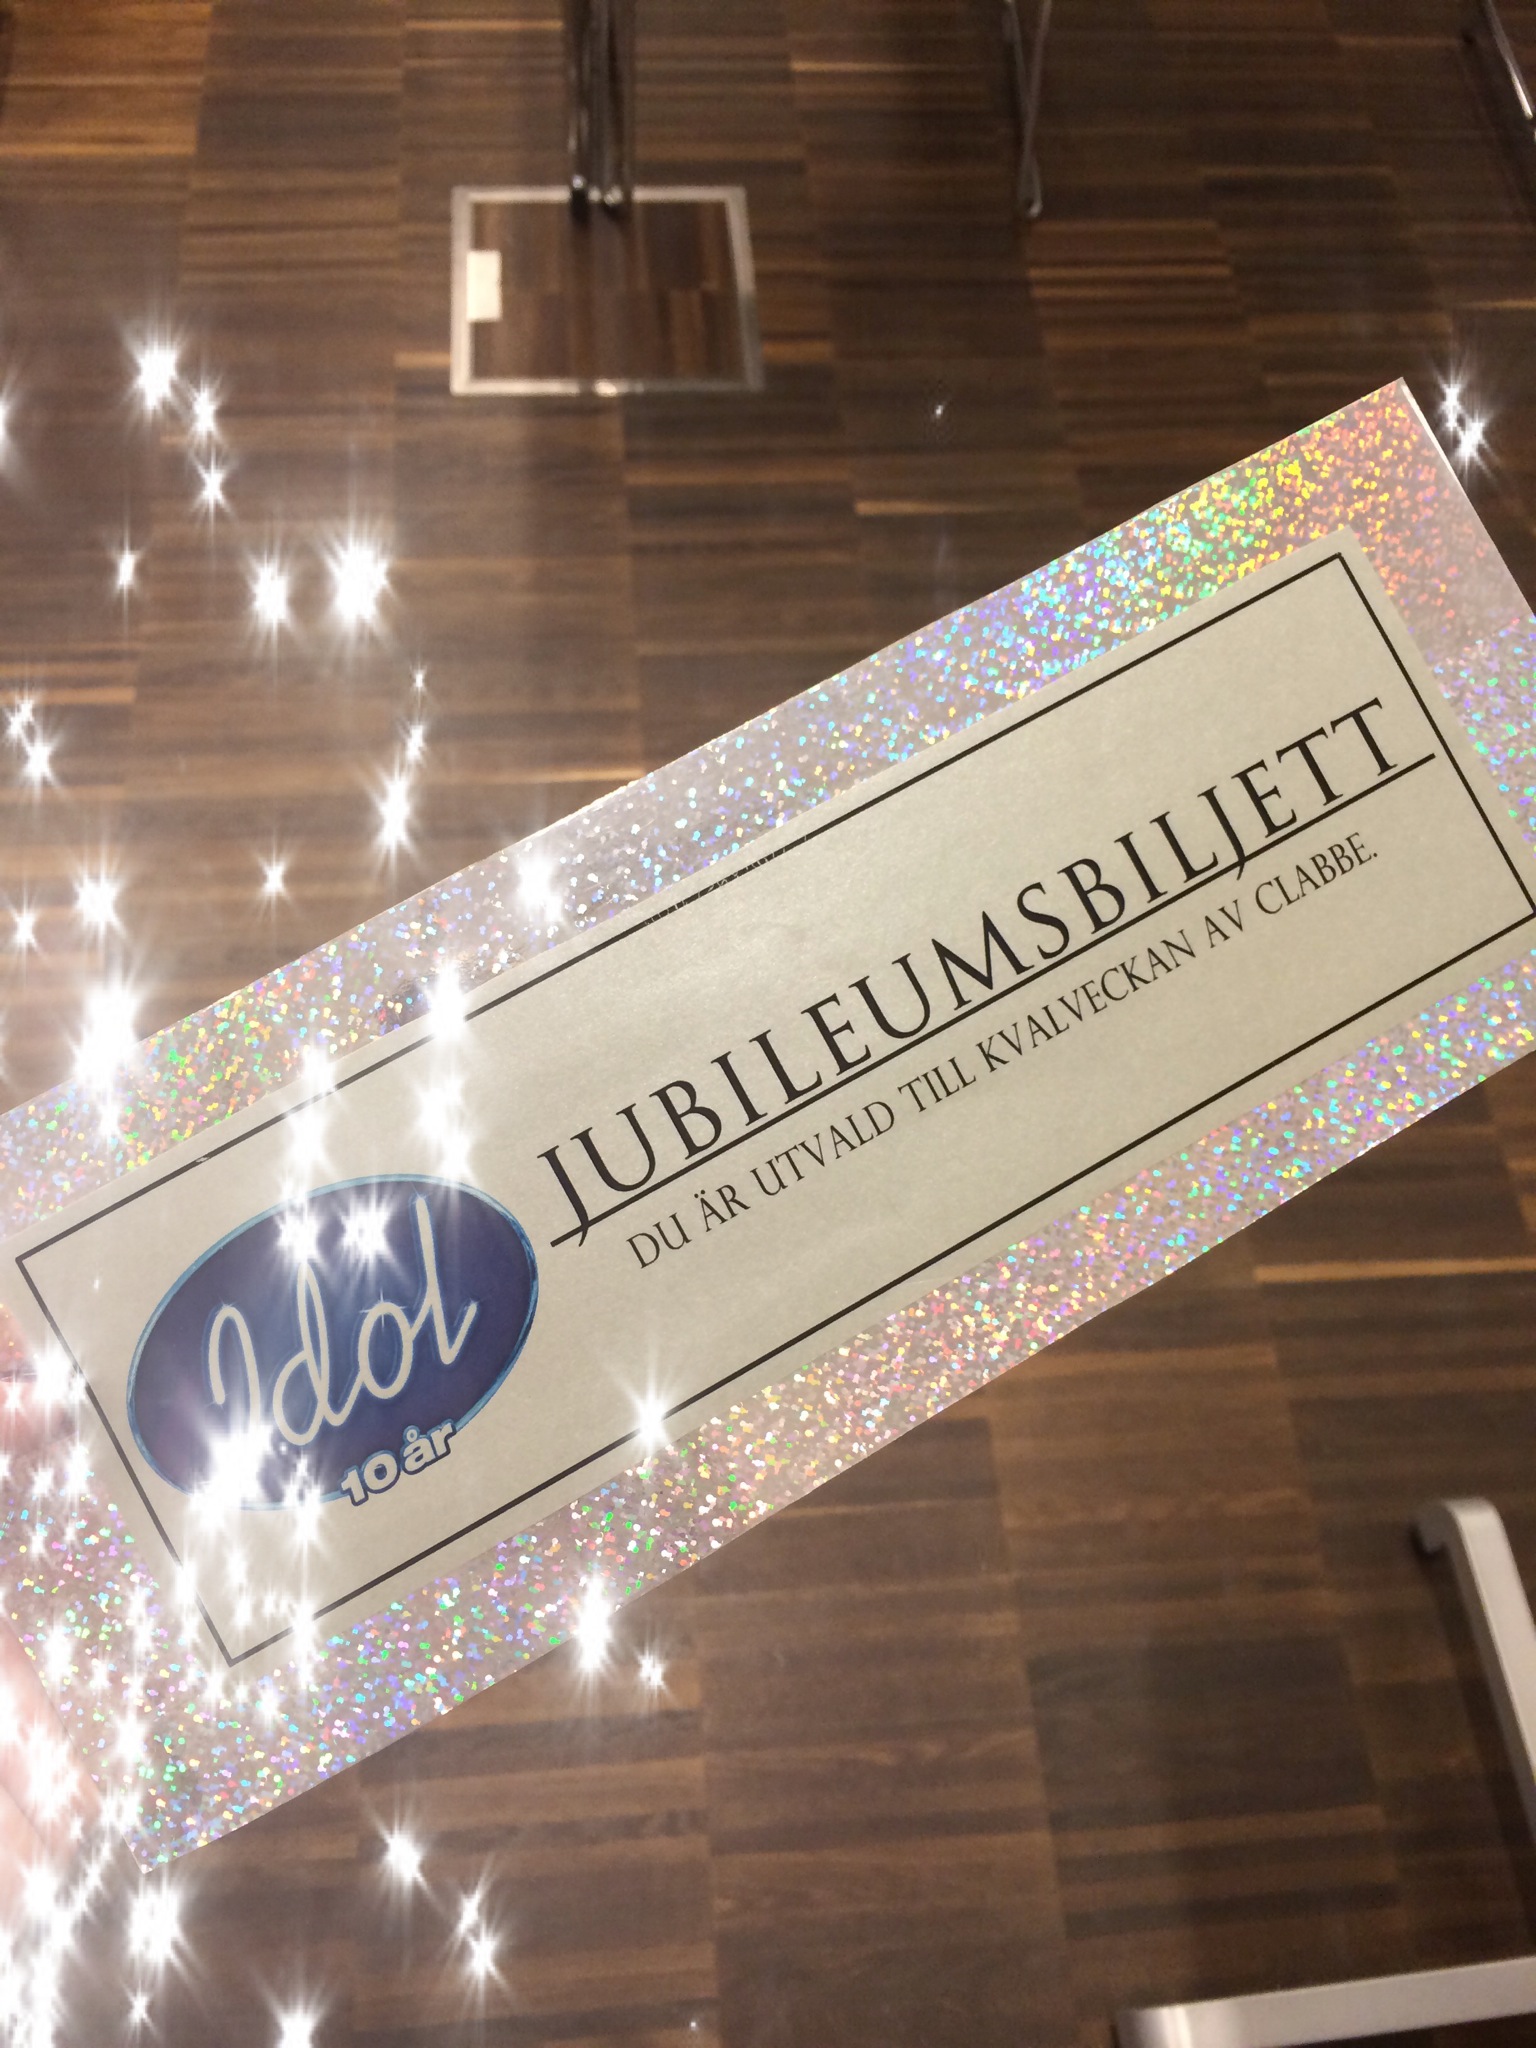 JUBILEUMSBILJETT
DU ÄR UTVALD TILL KVALVECKAN AV CLABBE.
Idol
10 år